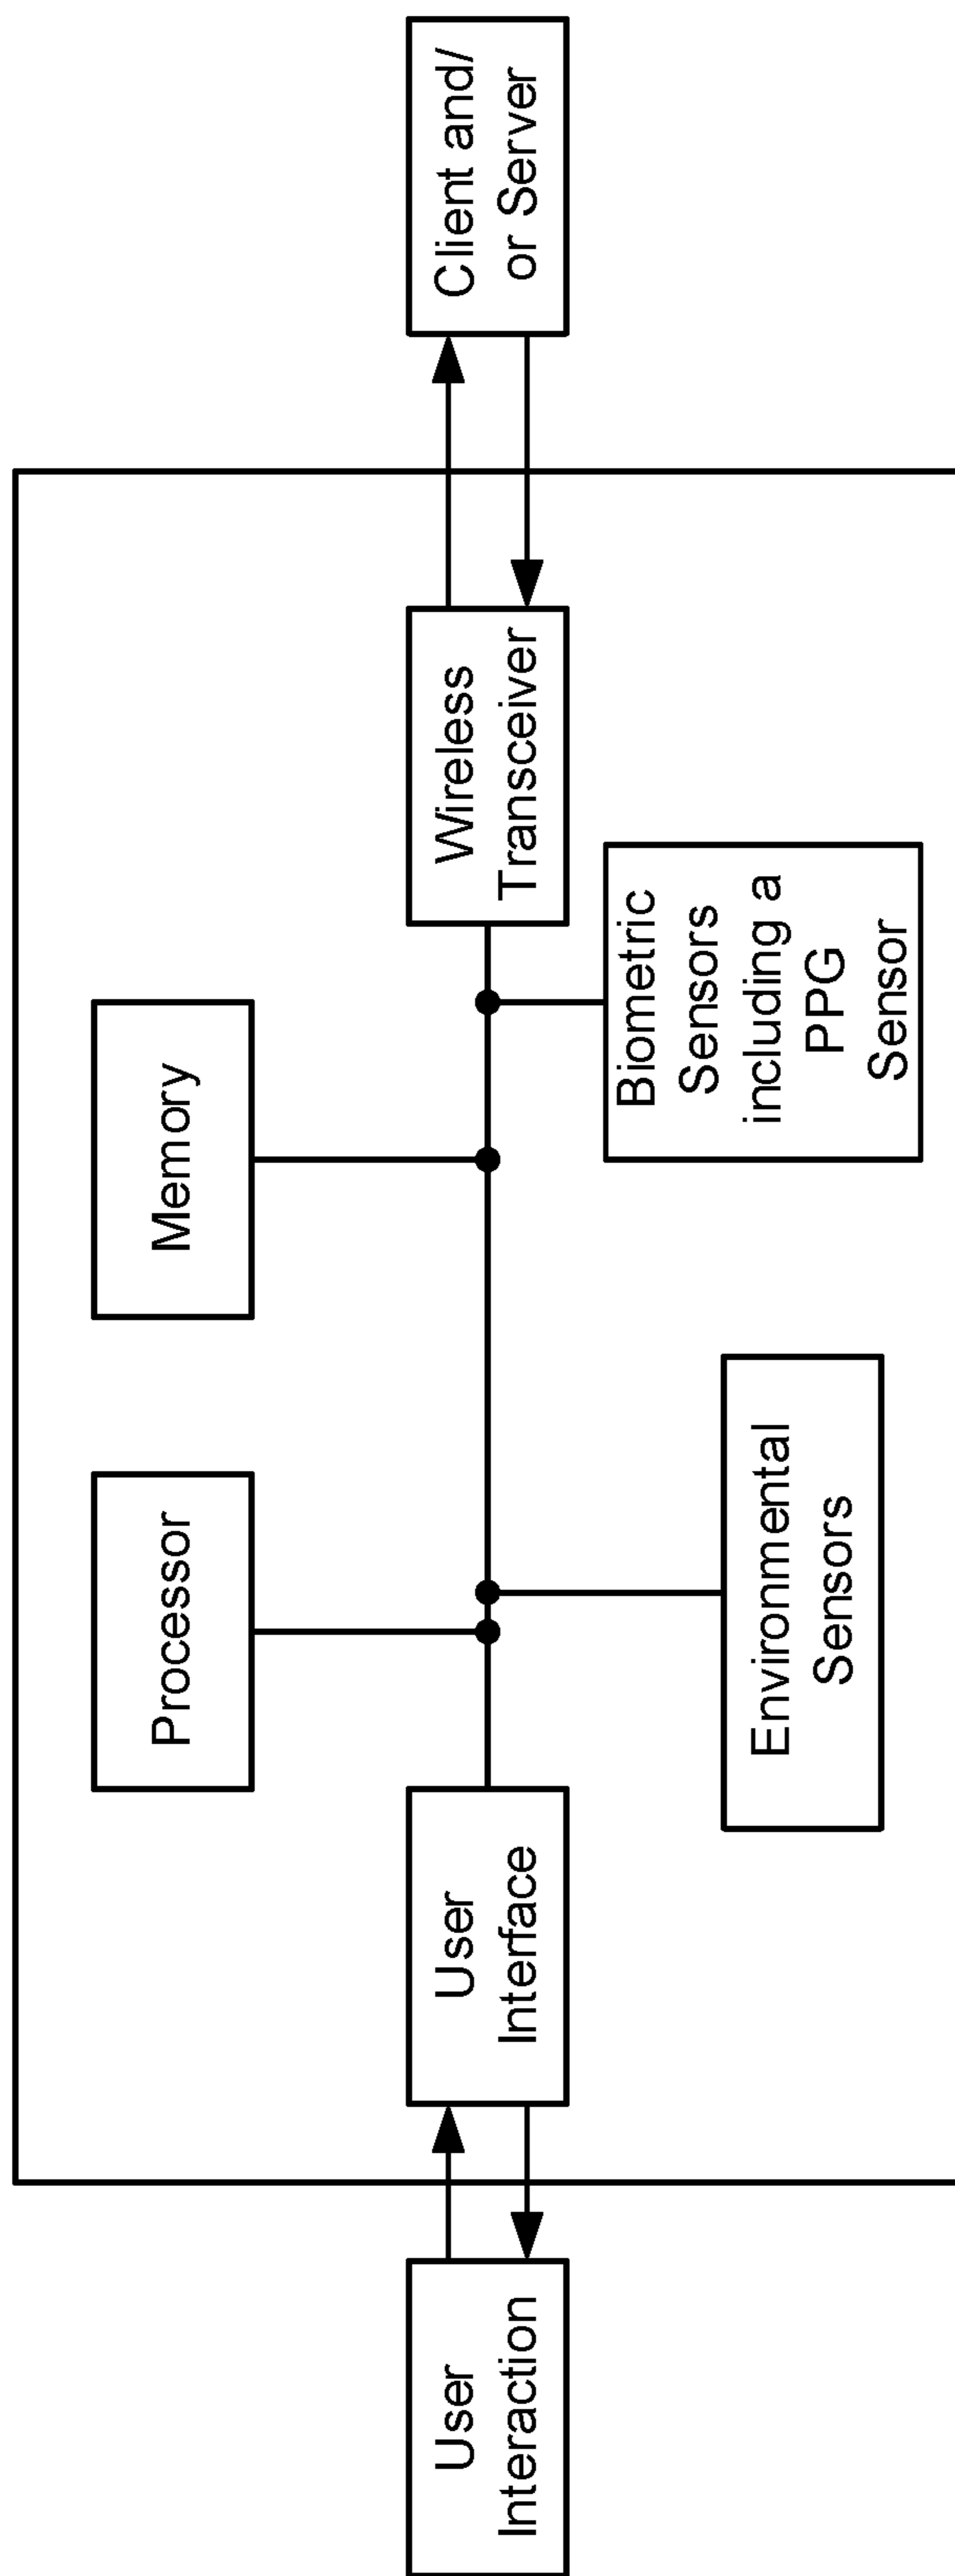 Processor
Memory
User
Interaction
User
Interface
Wireless
Transceiver
Client and/
or Server
Environmental
Sensors
Biometric
Sensors
including a
PPG
Sensor